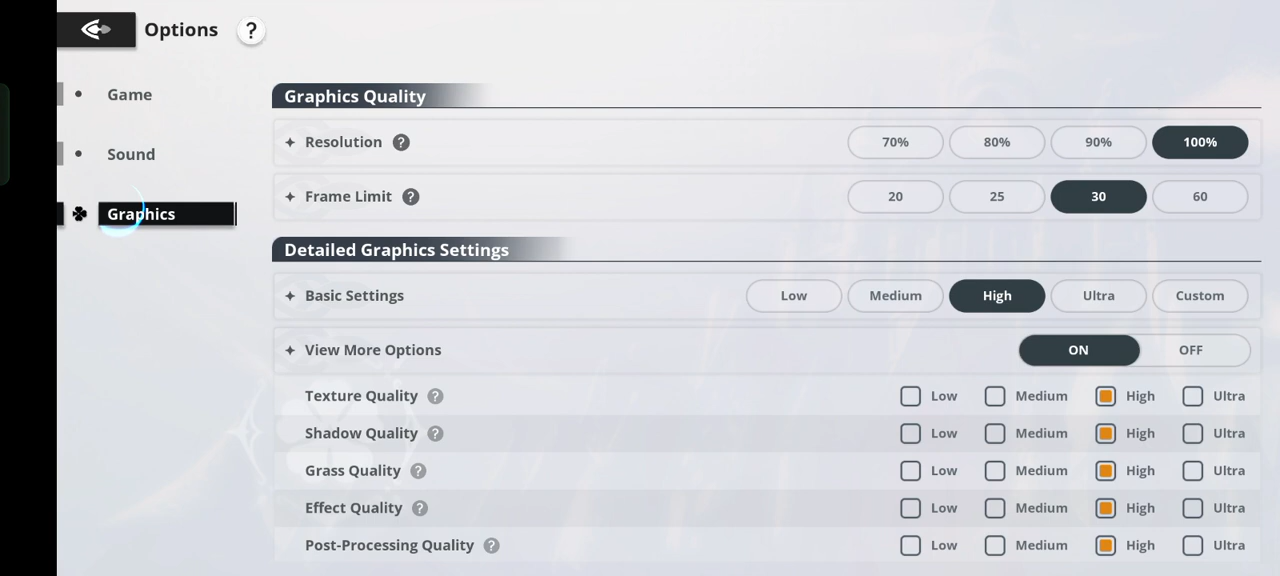 Options ?
Game
Sound
Graphics
Graphics Quality
Resolution ? 70% 80% 90% 100%
Frame Limit ? 20 25 30 60
Detailed Graphics Settings
Basic Settings Low Medium High Ultra Custom
View More Options ON OFF
Texture Quality ? Low Medium High Ultra
Shadow Quality ? Low Medium High Ultra
Grass Quality ? Low Medium High Ultra
Effect Quality ? Low Medium High Ultra
Post-Processing Quality ? Low Medium High Ultra